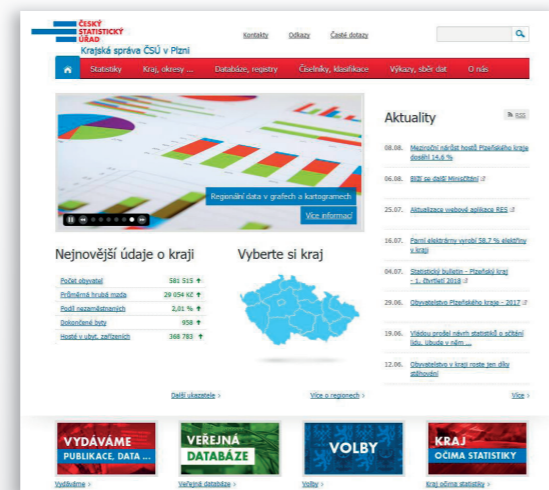 ČESKÝ
STATISTICKÝ
ÚŘAD
Krajská správa ČSÚ v Plzni
Kontakty Odkazy Časté dotazy
Statistiky Kraj, okresy ... Databáze, registry Číselníky, klasifikace Výkazy, sběr dat O nás
Regionální data v grafech a kartogramech
Více informací
Aktuality
RSS
08.08. Meziroční nárůst hostů Plzeňského kraje
dosáhl 14,6 %
06.08. Blíží se další Minisčítání
25.07. Aktualizace webové aplikace RES
16.07. Parní elektrárny vyrobí 58,7 % elektřiny
v kraji
04.07. Statistický bulletin - Plzeňský kraj
- 1. čtvrtletí 2018
29.06. Obyvatelstvo Plzeňského kraje - 2017
19.06. Vládou prošel návrh statistiků o sčítání
lidu. Ubude v něm ...
12.06. Obyvatelstvo v kraji roste jen díky
stěhování
Více ›
Nejnovější údaje o kraji
Počet obyvatel 581 515
Průměrná hrubá mzda 29 054 Kč
Podíl nezaměstnaných 2,01 %
Dokončené byty 958
Hosté v ubyt. zařízeních 368 783
Další ukazatele ›
Vyberte si kraj
Více o regionech ›
VYDÁVÁME
PUBLIKACE, DATA ...
Vydáváme ›
VEŘEJNÁ
DATABÁZE
Veřejná databáze ›
VOLBY
Volby ›
KRAJ
OČIMA STATISTIKY
Kraj očima statistiky ›